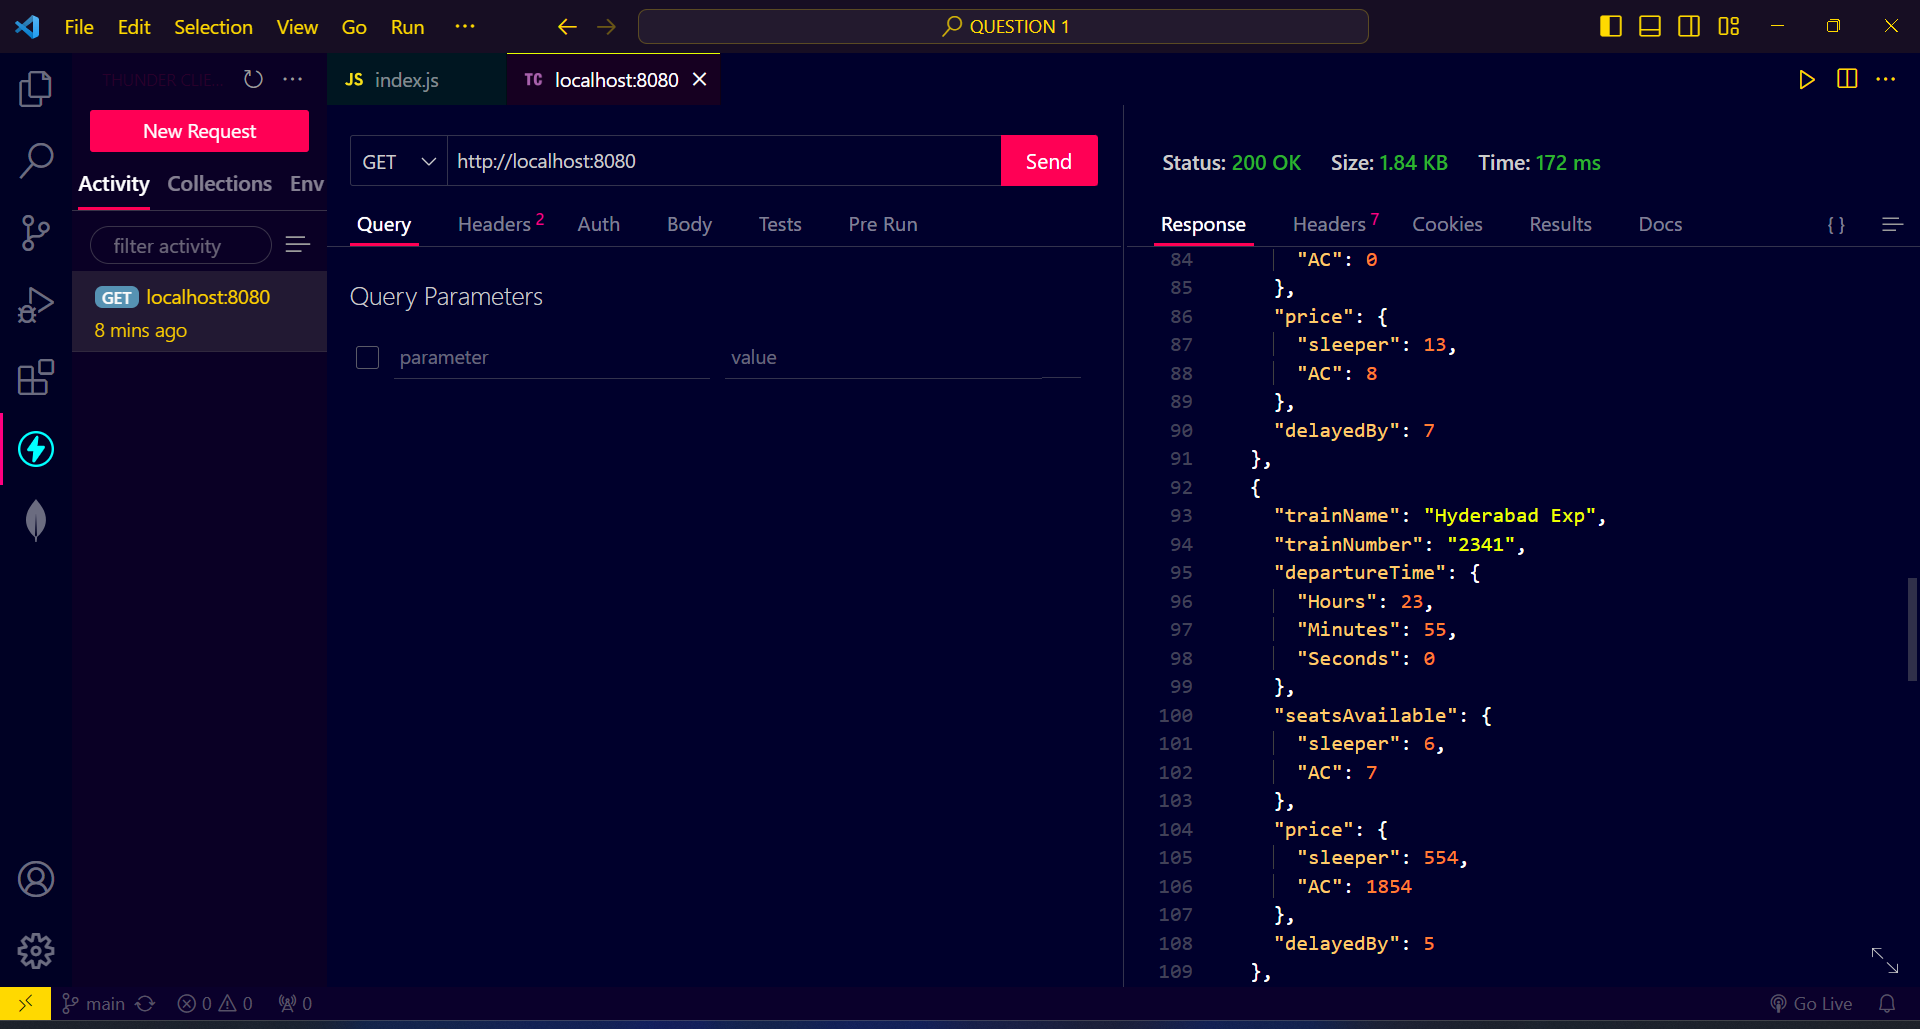 File Edit Selection View Go Run ···
QUESTION 1
THUNDER CLIE...
JS index.js
TC localhost:8080
New Request
Activity Collections Env
filter activity
GET localhost:8080
8 mins ago
GET http://localhost:8080 Send
Query Headers 2 Auth Body Tests Pre Run
Query Parameters
parameter value
Status: 200 OK Size: 1.84 KB Time: 172 ms
Response Headers 7 Cookies Results Docs {}
84 "AC": 0
85 },
86 "price": {
87 "sleeper": 13,
88 "AC": 8
89 },
90 "delayedBy": 7
91 },
92 {
93 "trainName": "Hyderabad Exp",
94 "trainNumber": "2341",
95 "departureTime": {
96 "Hours": 23,
97 "Minutes": 55,
98 "Seconds": 0
99 },
100 "seatsAvailable": {
101 "sleeper": 6,
102 "AC": 7
103 },
104 "price": {
105 "sleeper": 554,
106 "AC": 1854
107 },
108 "delayedBy": 5
109 },
main 0 0 0 Go Live